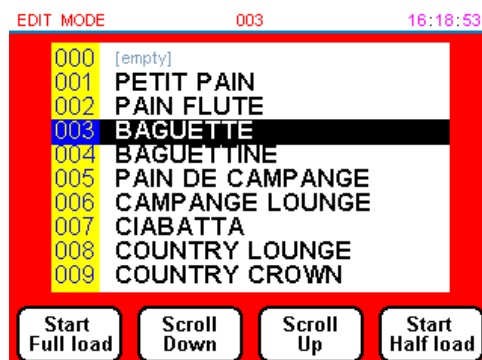 EDIT MODE 003 16:18:53
000 [empty]
001 PETIT PAIN
002 PAIN FLUTE
003 BAGUETTE
004 BAGUETTINE
005 PAIN DE CAMPANGE
006 CAMPANGE LOUNGE
007 CIABATTA
008 COUNTRY LOUNGE
009 COUNTRY CROWN
Start Full load
Scroll Down
Scroll Up
Start Half load